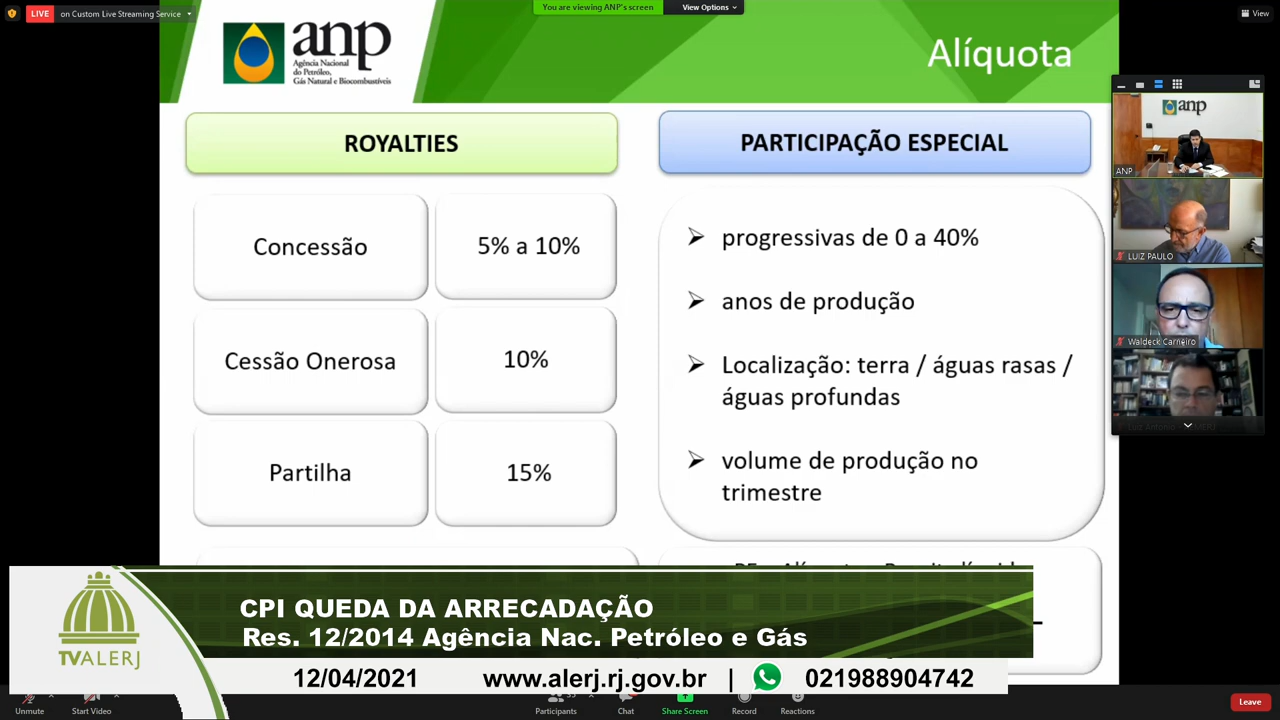 LIVE on Custom Live Streaming Service
You are viewing ANP's screen
View Options
View
anp
Agência Nacional
do Petróleo,
Gás Natural e Biocombustíveis
Alíquota
ROYALTIES
PARTICIPAÇÃO ESPECIAL
Concessão
5% a 10%
Cessão Onerosa
10%
Partilha
15%
progressivas de 0 a 40%
anos de produção
Localização: terra / águas rasas /
águas profundas
volume de produção no
trimestre
anp
ANP
LUIZ PAULO
Waldeck Carneiro
TVALERJ
CPI QUEDA DA ARRECADAÇÃO
Res. 12/2014 Agência Nac. Petróleo e Gás
12/04/2021 www.alerj.rj.gov.br | 021988904742
Unmute
Start Video
Participants
Chat
Share Screen
Record
Reactions
Leave